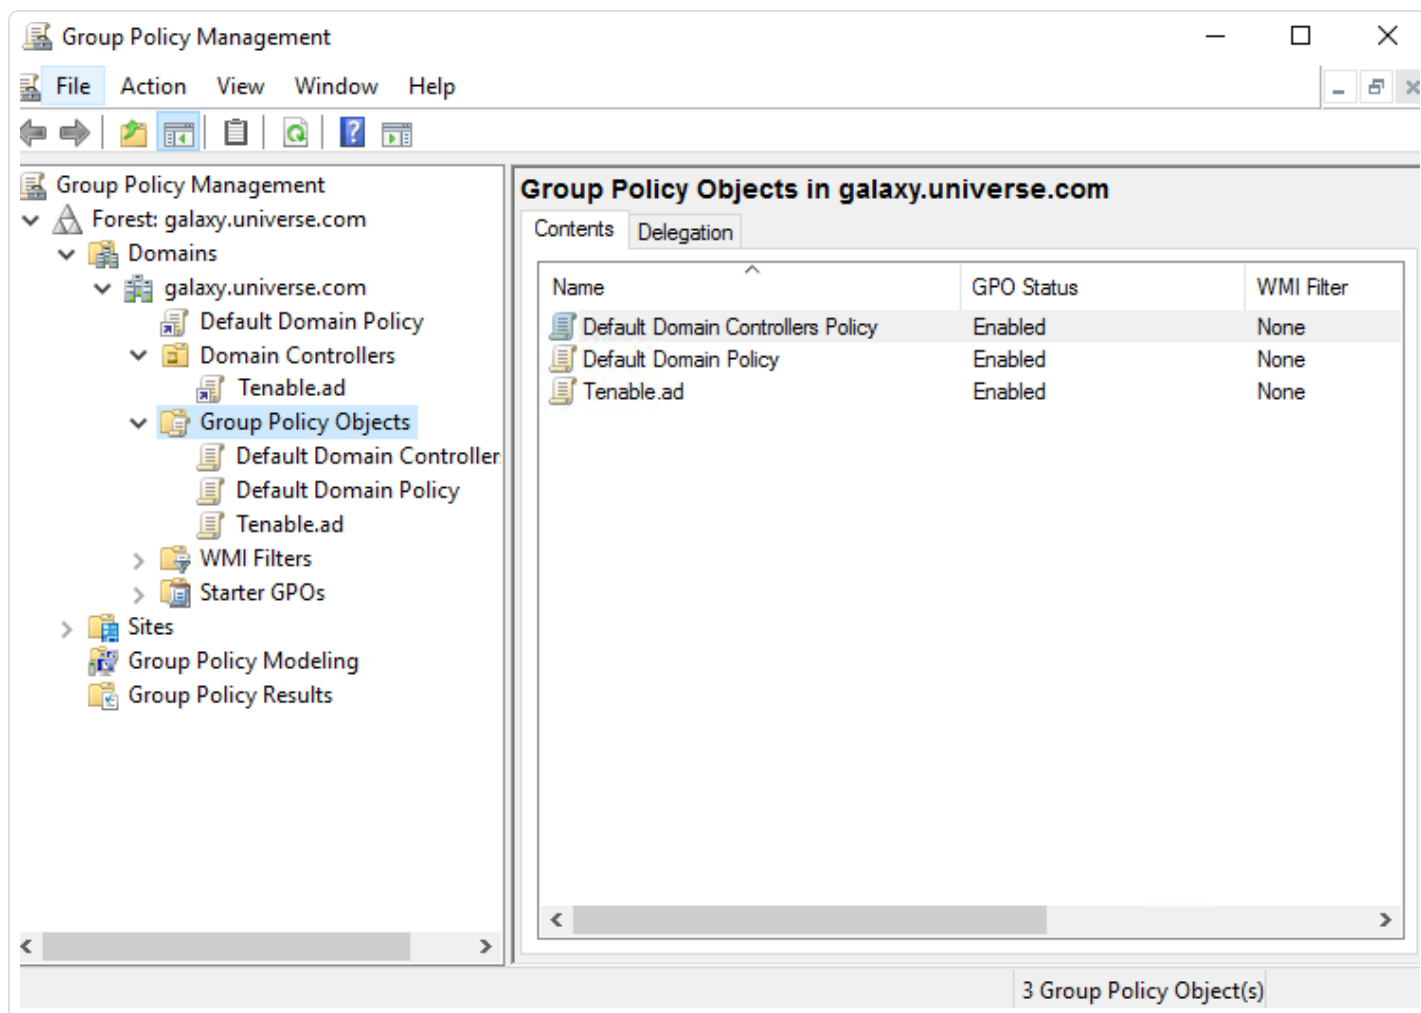 Group Policy Management
File Action View Window Help
Group Policy Management
Forest: galaxy.universe.com
Domains
galaxy.universe.com
Default Domain Policy
Domain Controllers
Tenable.ad
Group Policy Objects
Default Domain Controller
Default Domain Policy
Tenable.ad
WMI Filters
Starter GPOs
Sites
Group Policy Modeling
Group Policy Results
Group Policy Objects in galaxy.universe.com
Contents Delegation
Name GPO Status WMI Filter
Default Domain Controllers Policy Enabled None
Default Domain Policy Enabled None
Tenable.ad Enabled None
3 Group Policy Object(s)